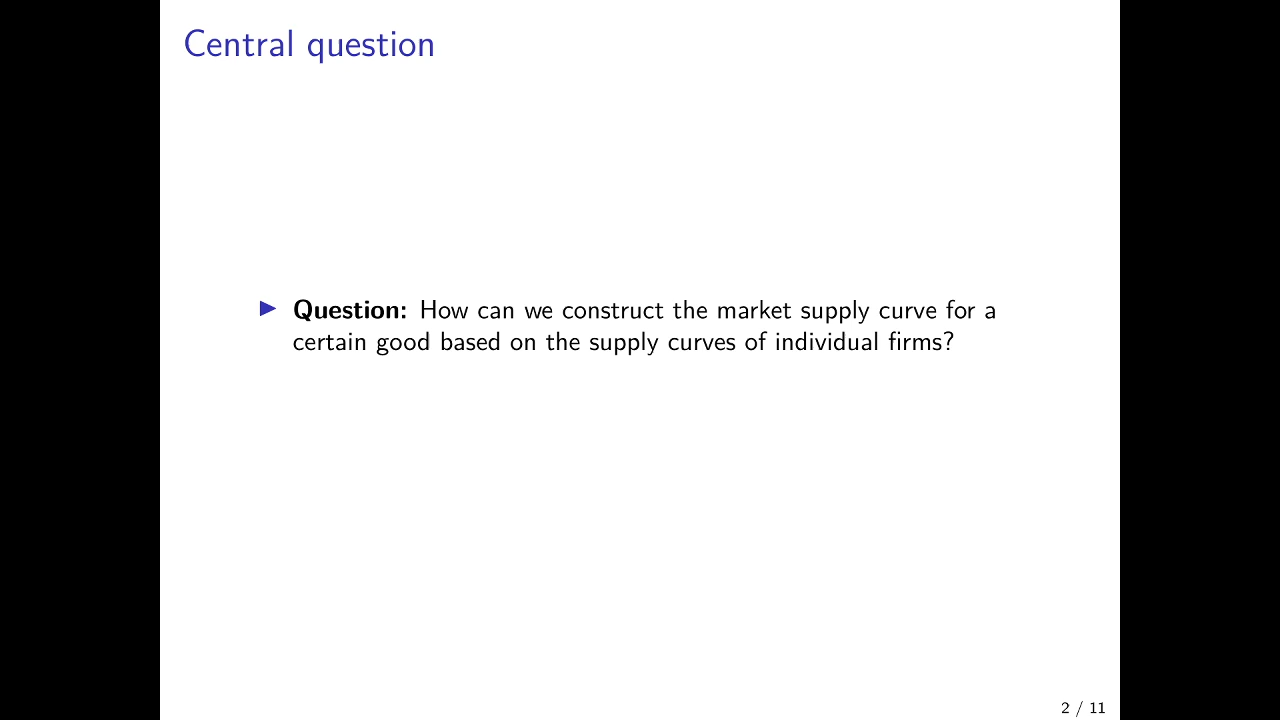 Central question
Question: How can we construct the market supply curve for a
certain good based on the supply curves of individual firms?
2 / 11